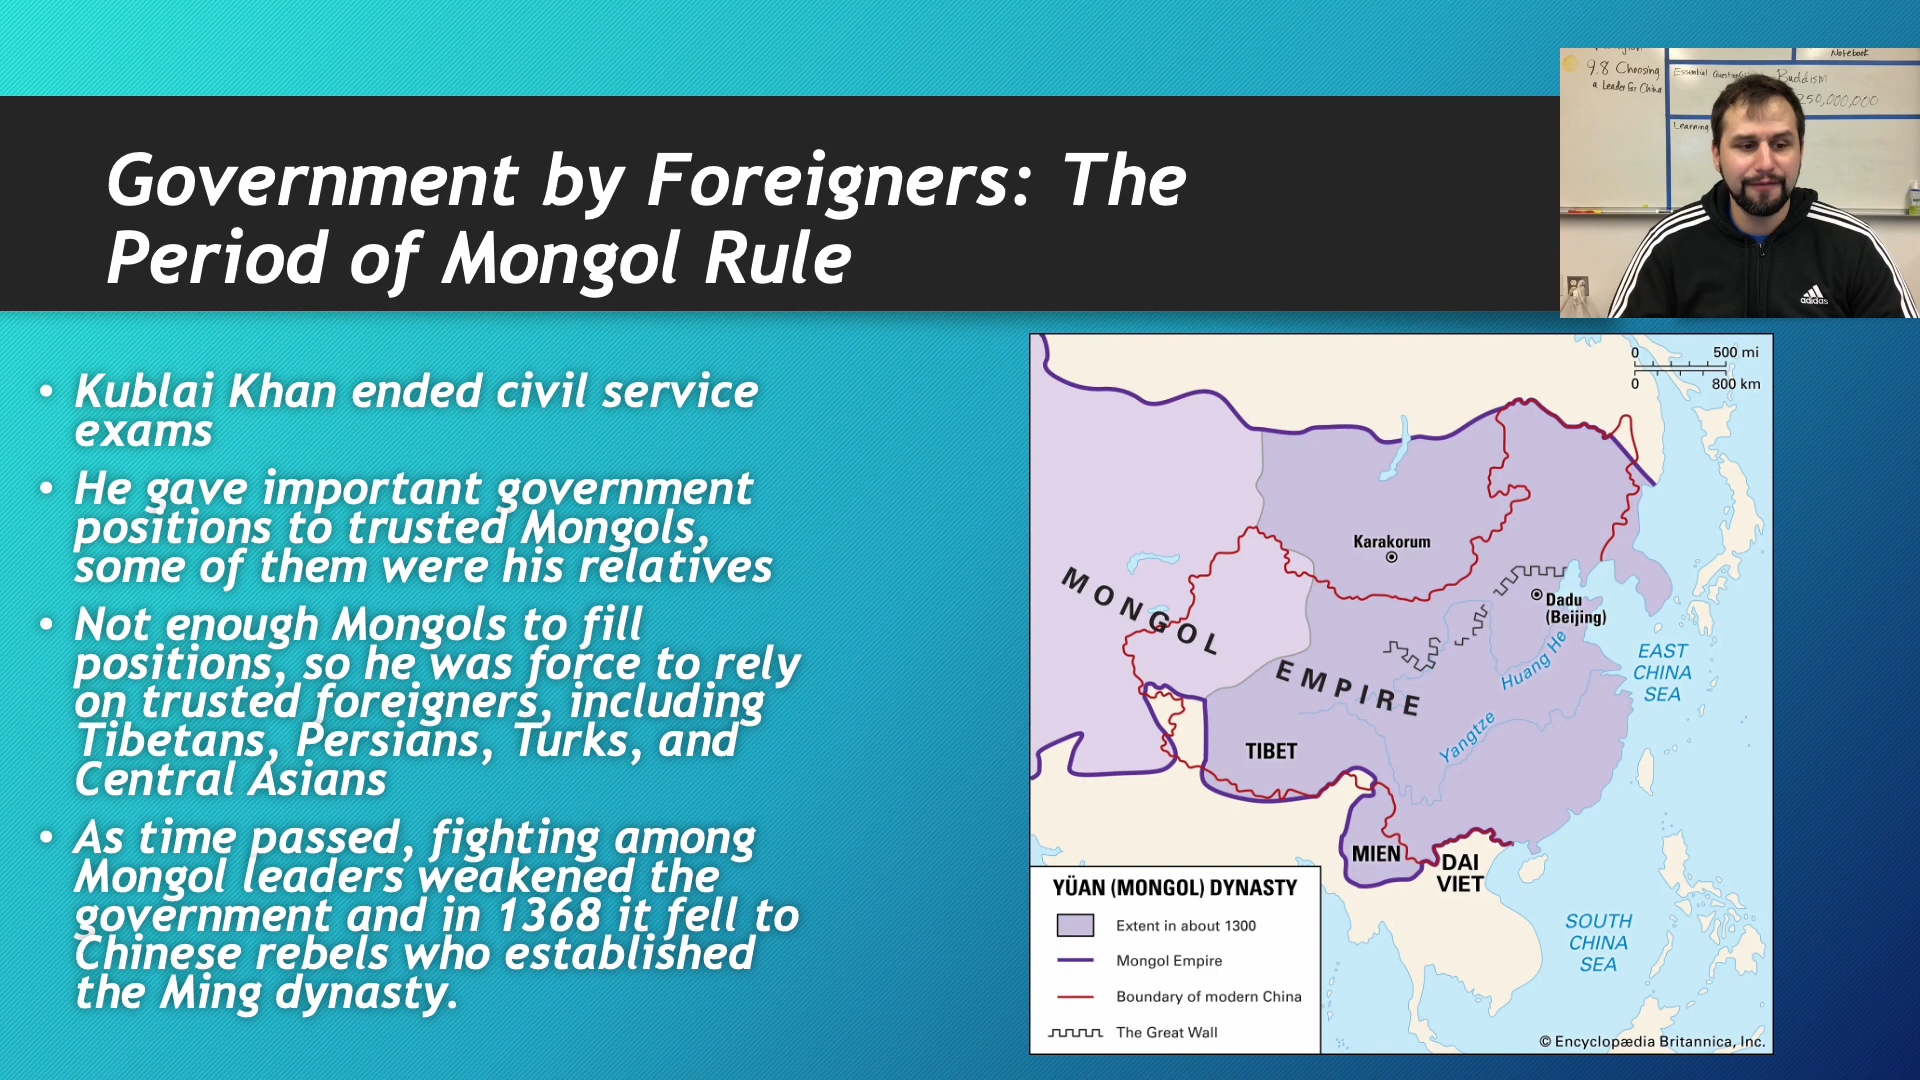 Government by Foreigners: The
Period of Mongol Rule
• Kublai Khan ended civil service
exams
• He gave important government
positions to trusted Mongols,
some of them were his relatives
• Not enough Mongols to fill
positions, so he was force to rely
on trusted foreigners, including
Tibetans, Persians, Turks, and
Central Asians
• As time passed, fighting among
Mongol leaders weakened the
government and in 1368 it fell to
Chinese rebels who established
the Ming dynasty.
Notebook
9.8 Choosing
a Leader for China
Essential Question
Buddism
250,000,000
Learning
adidas
0 500 mi
0 800 km
Karakorum
Dadu
(Beijing)
MONGOL EMPIRE
Huang He
EAST
CHINA
SEA
Yangtze
TIBET
MIEN
DAI
VIET
SOUTH
CHINA
SEA
YÜAN (MONGOL) DYNASTY
Extent in about 1300
Mongol Empire
Boundary of modern China
The Great Wall
© Encyclopædia Britannica, Inc.